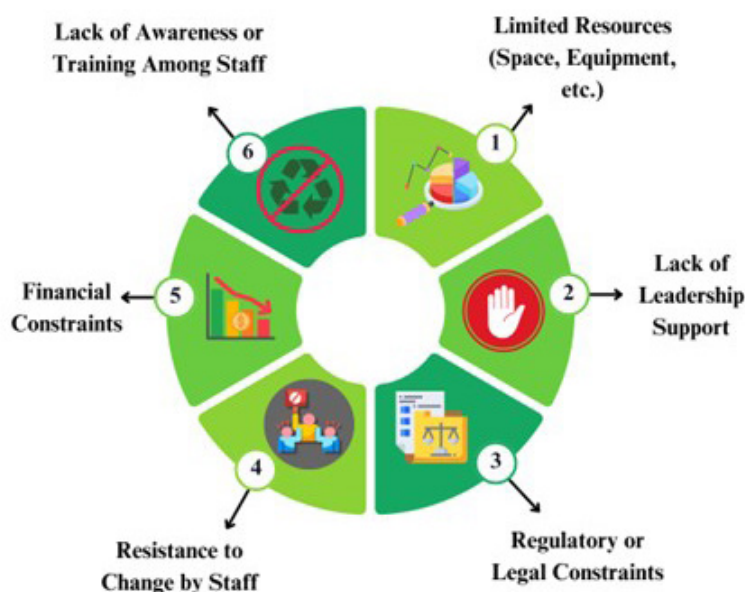 Limited Resources
(Space, Equipment,
etc.)
1
2
Lack of
Leadership
Support
3
Regulatory or
Legal Constraints
4
Resistance to
Change by Staff
5
Financial
Constraints
6
Lack of Awareness or
Training Among Staff